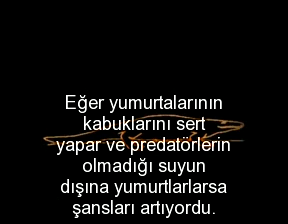 Eğer yumurtalarının
kabuklarını sert
yapar ve predatörlerin
olmadığı suyun
dışına yumurtlarlarsa
şansları artıyordu.